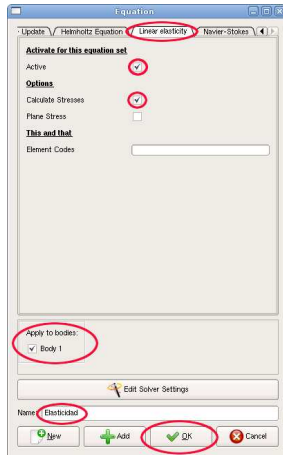 Equation
Update Helmholtz Equation Linear elasticity Navier-Stokes
Activate for this equation set
Active
Options
Calculate Stresses
Plane Stress
This and that
Element Codes
Apply to bodies:
Body 1
Edit Solver Settings
Name: Elasticidad
New Add OK Cancel